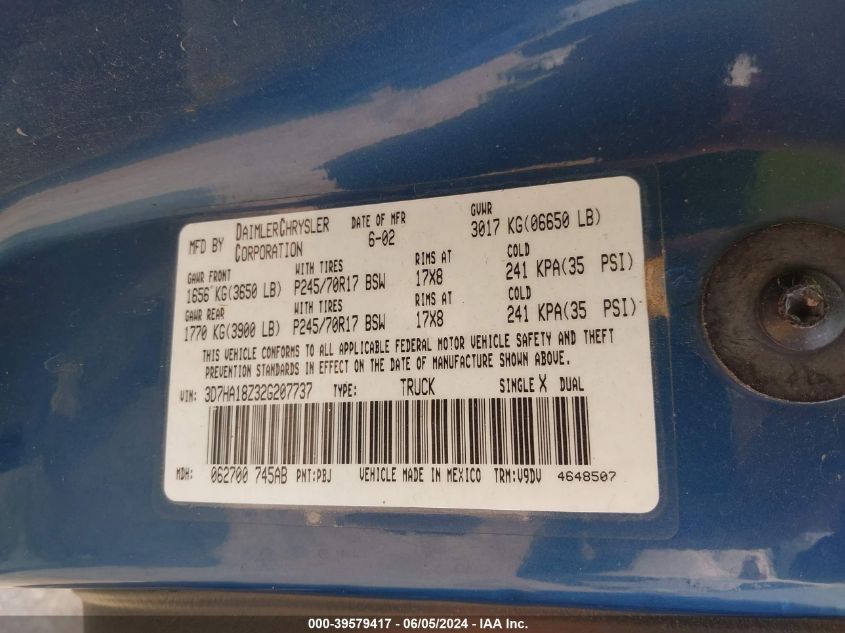 MFD BY DAIMLERCHRYSLER CORPORATION DATE OF MFR 6-02 GVWR 3017 KG(06650 LB)
GAWR FRONT WITH TIRES RIMS AT COLD
1656 KG(3650 LB) P245/70R17 BSW 17X8 241 KPA(35 PSI)
GAWR REAR WITH TIRES RIMS AT COLD
1770 KG(3900 LB) P245/70R17 BSW 17X8 241 KPA(35 PSI)
THIS VEHICLE CONFORMS TO ALL APPLICABLE FEDERAL MOTOR VEHICLE SAFETY AND THEFT
PREVENTION STANDARDS IN EFFECT ON THE DATE OF MANUFACTURE SHOWN ABOVE.
VIN: 3D7HA18Z32G207737 TYPE: TRUCK SINGLE X DUAL
MDH: 062700 745AB PNT:PBJ VEHICLE MADE IN MEXICO TRM:V9DV 4648507
000-39579417 - 06/05/2024 - IAA Inc.